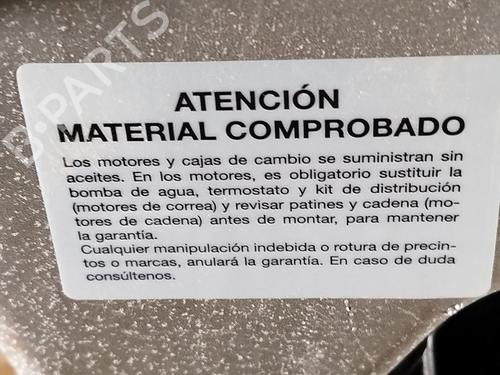 B-PARTS
ATENCIÓN
MATERIAL COMPROBADO
Los motores y cajas de cambio se suministran sin
aceites. En los motores, es obligatorio sustituir la
bomba de agua, termostato y kit de distribución
(motores de correa) y revisar patines y cadena (mo-
tores de cadena) antes de montar, para mantener
la garantía.
Cualquier manipulación indebida o rotura de precin-
tos o marcas, anulará la garantía. En caso de duda
consúltenos.